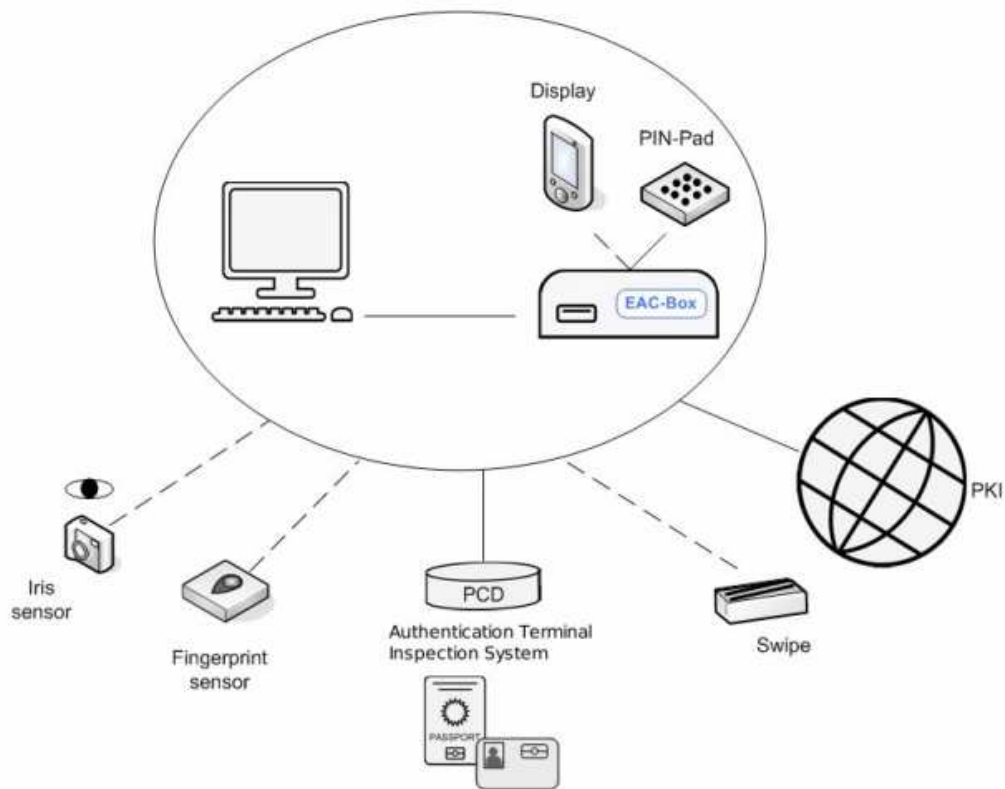 Display
PIN-Pad
EAC-Box
PKI
Iris
sensor
Fingerprint
sensor
PCD
Authentication Terminal
Inspection System
Swipe
PASSPORT